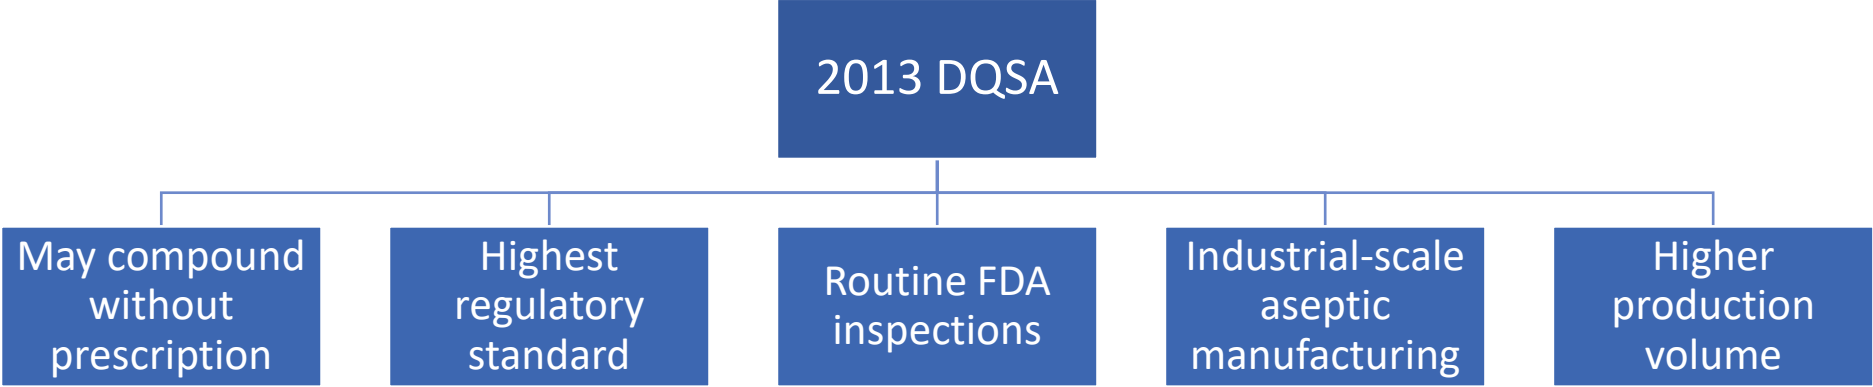 2013 DQSA
May compound
without
prescription
Highest
regulatory
standard
Routine FDA
inspections
Industrial-scale
aseptic
manufacturing
Higher
production
volume